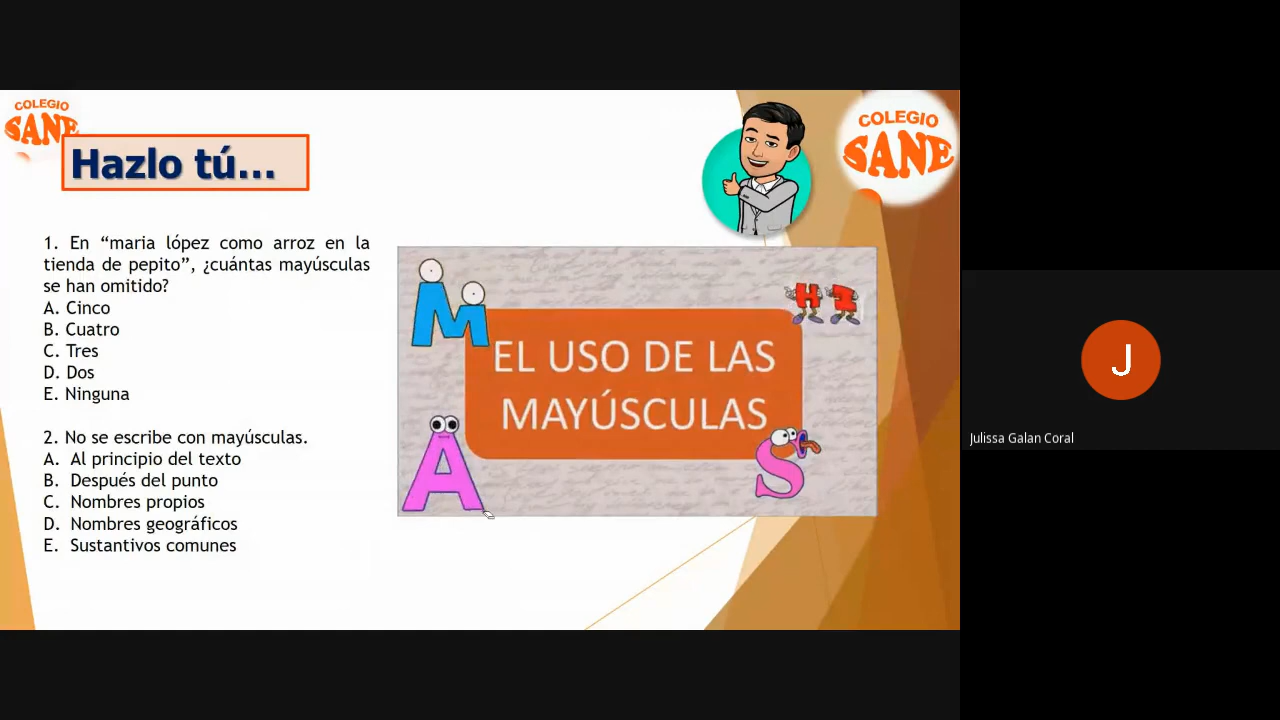 COLEGIO
SANE
Hazlo tú...
COLEGIO
SANE
1. En “maria lópez como arroz en la
tienda de pepito”, ¿cuántas mayúsculas
se han omitido?
A. Cinco
B. Cuatro
C. Tres
D. Dos
E. Ninguna
2. No se escribe con mayúsculas.
A. Al principio del texto
B. Después del punto
C. Nombres propios
D. Nombres geográficos
E. Sustantivos comunes
M
H Z
EL USO DE LAS
MAYÚSCULAS
A
S
J
Julissa Galan Coral